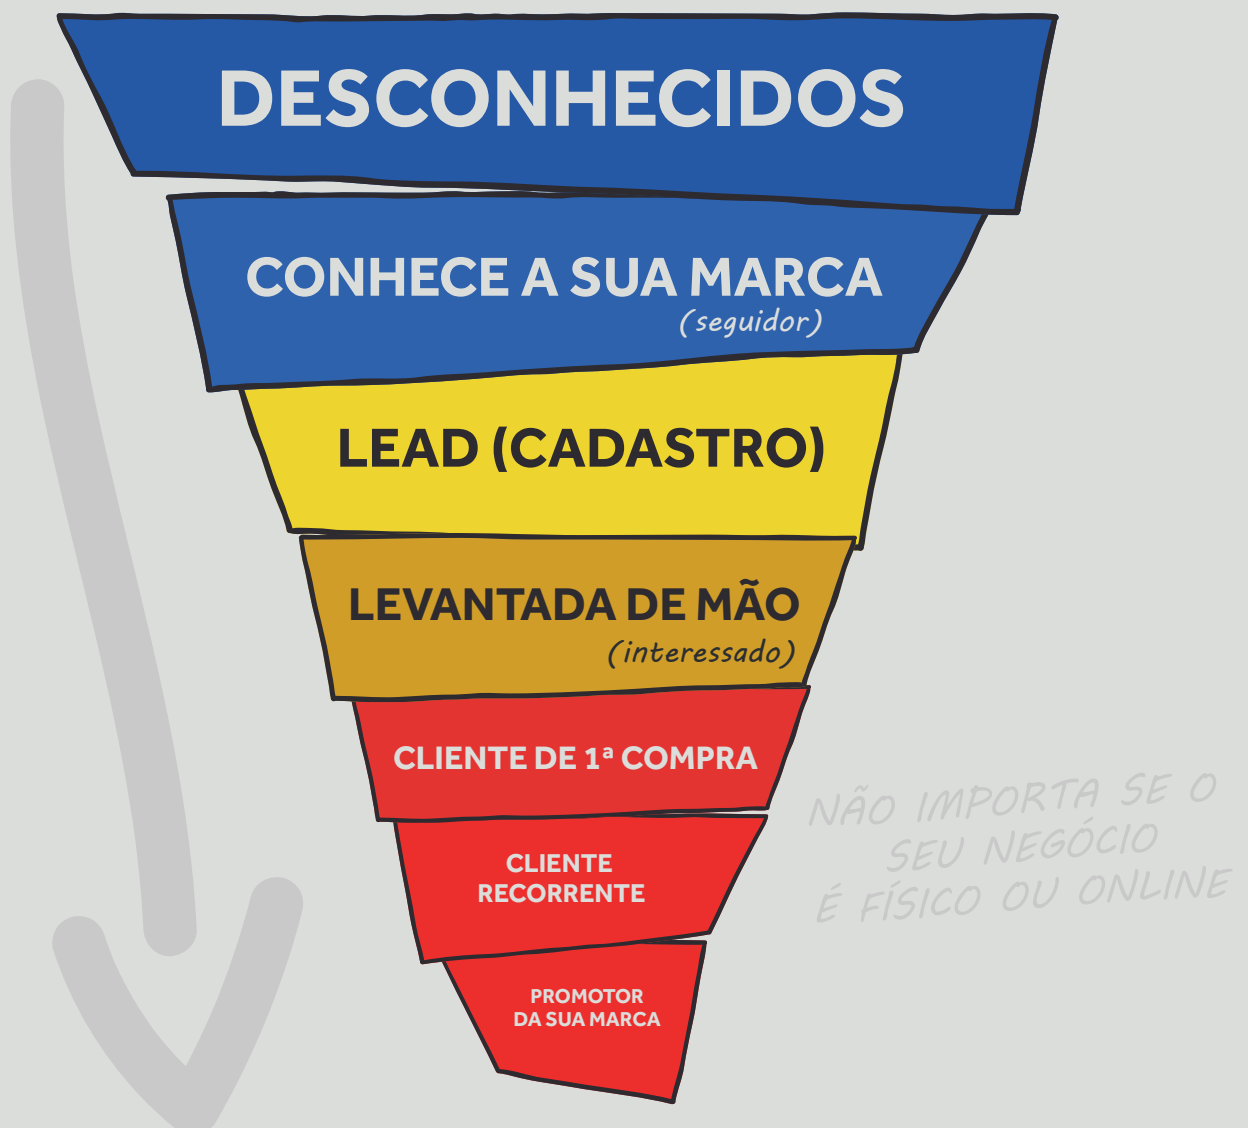 DESCONHECIDOS
CONHECE A SUA MARCA
(seguidor)
LEAD (CADASTRO)
LEVANTADA DE MÃO
(interessado)
CLIENTE DE 1ª COMPRA
CLIENTE
RECORRENTE
PROMOTOR
DA SUA MARCA
NÃO IMPORTA SE O
SEU NEGÓCIO
É FÍSICO OU ONLINE